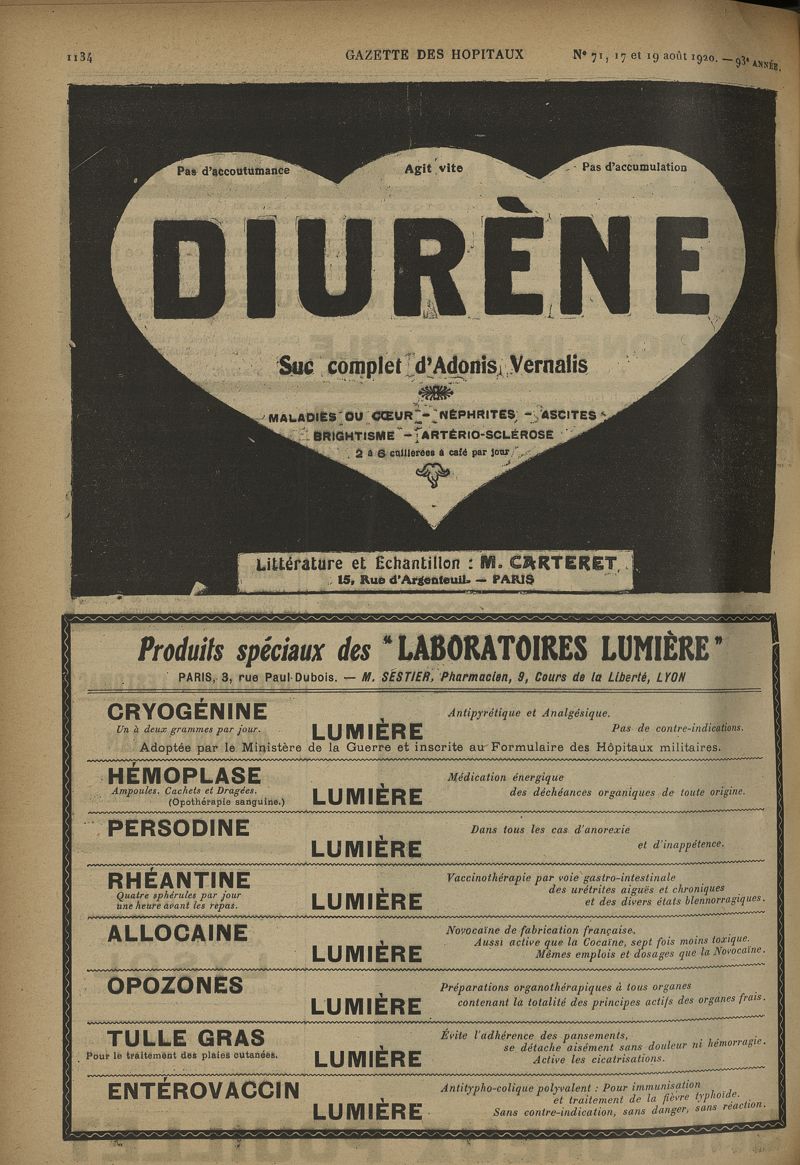 1134 GAZETTE DES HOPITAUX N° 71, 17 et 19 août 1920. — 93e ANNÉE.
Pas d'accoutumance Agit vite Pas d'accumulation
DIURÈNE
Suc complet d'Adonis Vernalis
MALADIES DU CŒUR - NÉPHRITES - ASCITES
BRIGHTISME - ARTÉRIO-SCLÉROSE
2 à 6 cuillerées à café par jour
Littérature et Échantillon : M. CARTERET
15, Rue d'Argenteuil. — PARIS
Produits spéciaux des "LABORATOIRES LUMIÈRE"
PARIS, 3, rue Paul-Dubois. — M. SESTIER, Pharmacien, 9, Cours de la Liberté, LYON
CRYOGÉNINE LUMIÈRE
Un à deux grammes par jour.
Antipyrétique et Analgésique.
Pas de contre-indications.
Adoptée par le Ministère de la Guerre et inscrite au Formulaire des Hôpitaux militaires.
HÉMOPLASE LUMIÈRE
Ampoules, Cachets et Dragées.
(Opothérapie sanguine.)
Médication énergique
des déchéances organiques de toute origine.
PERSODINE LUMIÈRE
Dans tous les cas d'anorexie
et d'inappétence.
RHÉANTINE LUMIÈRE
Quatre sphérules par jour
une heure avant les repas.
Vaccinothérapie par voie gastro-intestinale
des urétrites aiguës et chroniques
et des divers états blennorragiques.
ALLOCAINE LUMIÈRE
Novocaïne de fabrication française.
Aussi active que la Cocaïne, sept fois moins toxique.
Mêmes emplois et dosages que la Novocaïne.
OPOZONES LUMIÈRE
Préparations organothérapiques à tous organes
contenant la totalité des principes actifs des organes frais.
TULLE GRAS LUMIÈRE
Pour le traitement des plaies cutanées.
Évite l'adhérence des pansements,
se détache aisément sans douleur ni hémorragie.
Active les cicatrisations.
ENTÉROVACCIN LUMIÈRE
Antitypho-colique polyvalent : Pour immunisation
et traitement de la fièvre typhoïde.
Sans contre-indication, sans danger, sans réaction.